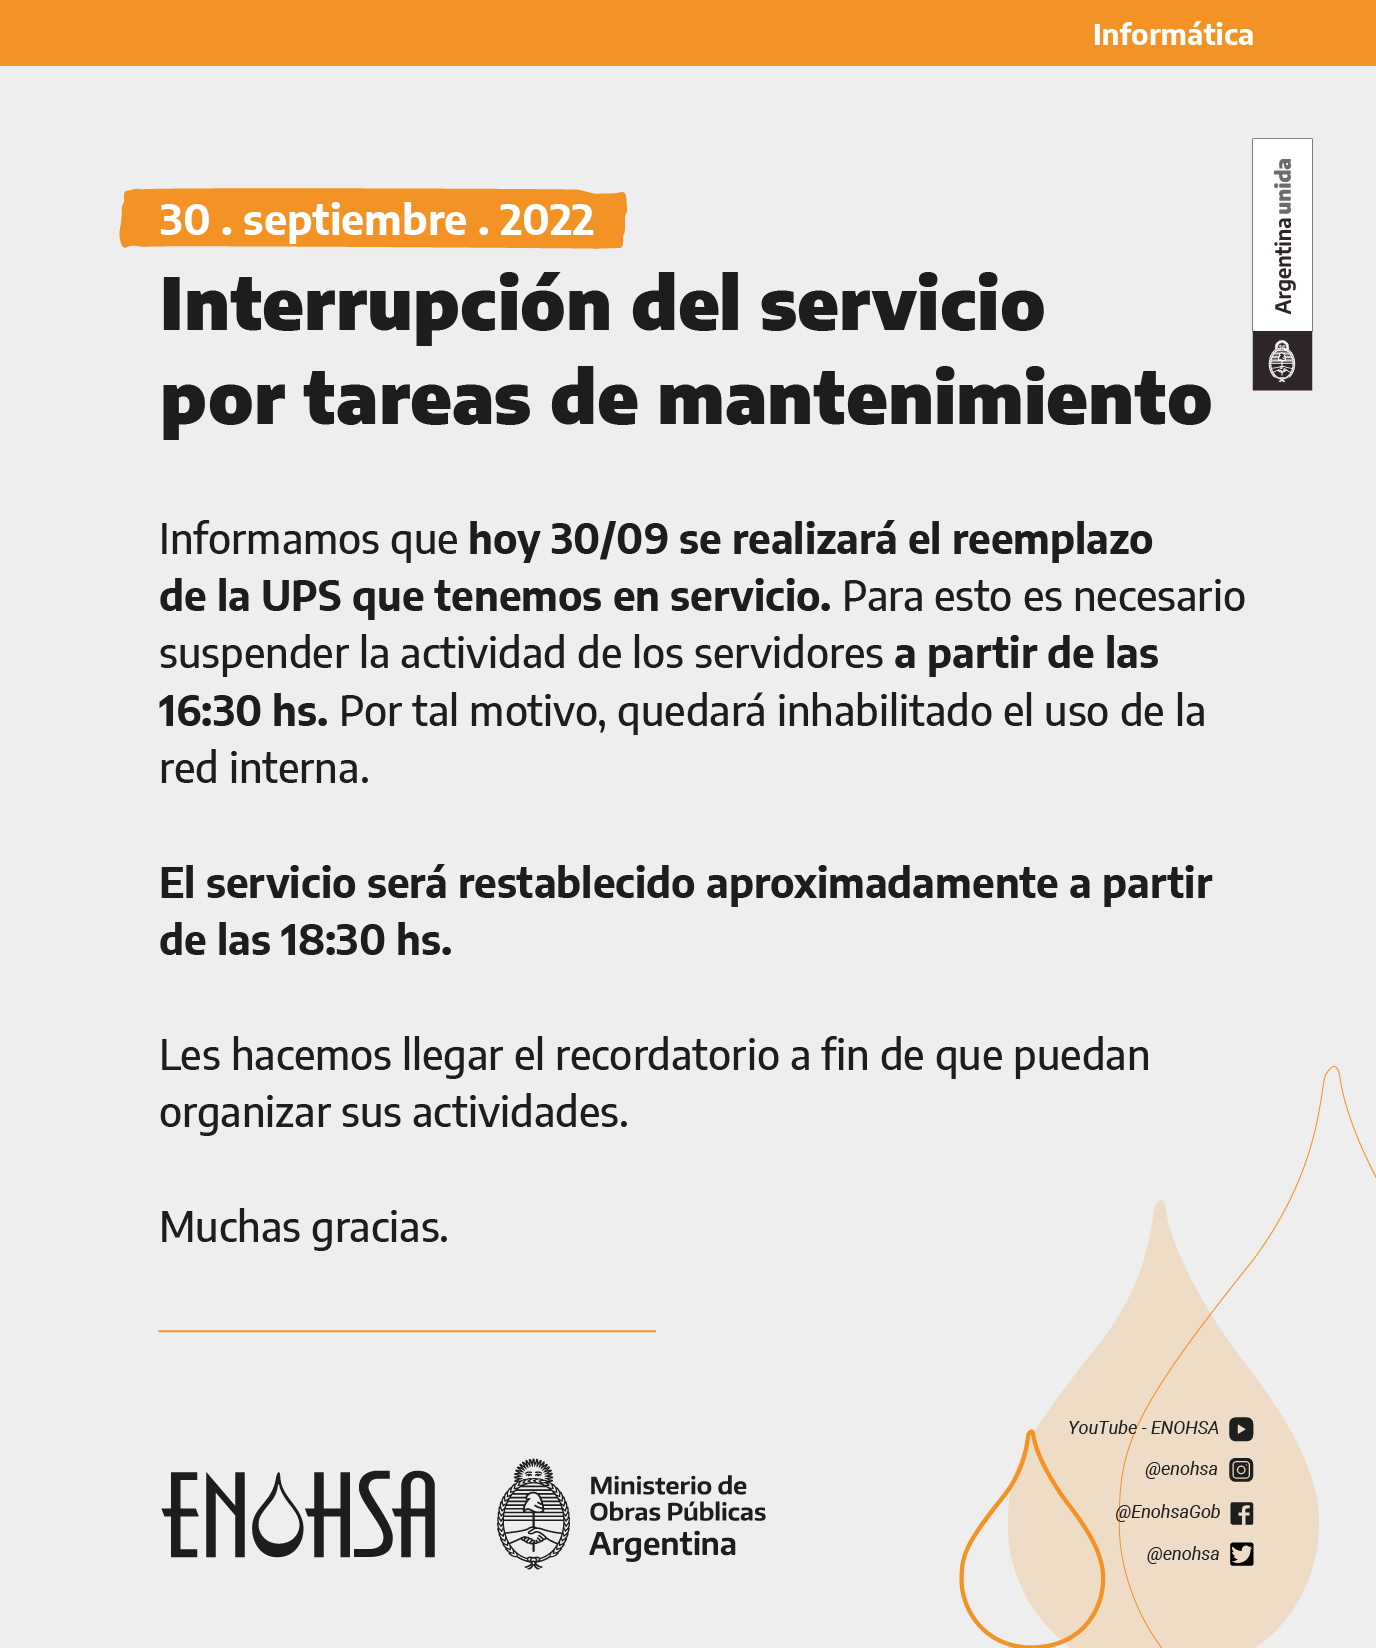 Informática
Argentina unida
30 . septiembre . 2022
Interrupción del servicio
por tareas de mantenimiento
Informamos que hoy 30/09 se realizará el reemplazo
de la UPS que tenemos en servicio. Para esto es necesario
suspender la actividad de los servidores a partir de las
16:30 hs. Por tal motivo, quedará inhabilitado el uso de la
red interna.
El servicio será restablecido aproximadamente a partir
de las 18:30 hs.
Les hacemos llegar el recordatorio a fin de que puedan
organizar sus actividades.
Muchas gracias.
YouTube - ENOHSA
@enohsa
@EnohsaGob
@enohsa
ENOHSA
Ministerio de
Obras Públicas
Argentina